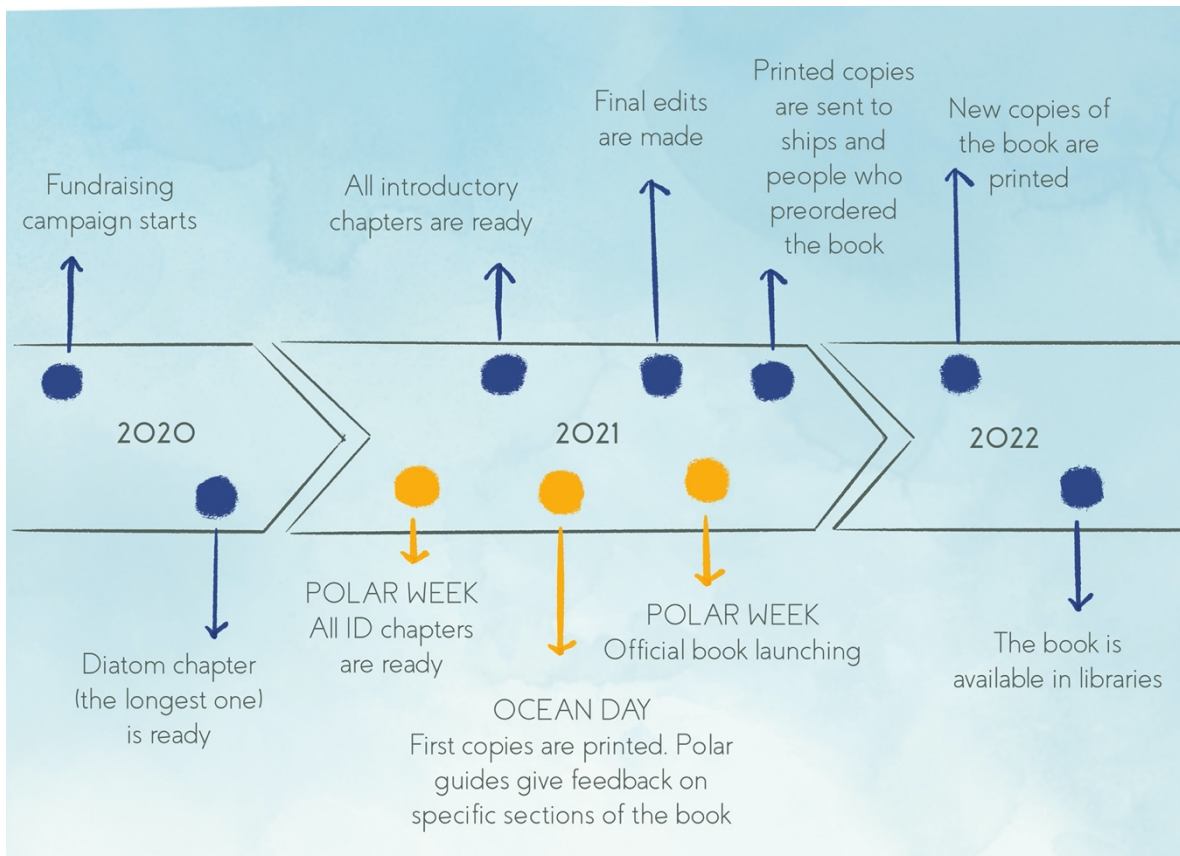 Fundraising
campaign starts
All introductory
chapters are ready
Final edits
are made
Printed copies
are sent to
ships and
people who
preordered
the book
New copies of
the book are
printed
2020
2021
2022
Diatom chapter
(the longest one)
is ready
POLAR WEEK
All ID chapters
are ready
OCEAN DAY
First copies are printed. Polar
guides give feedback on
specific sections of the book
POLAR WEEK
Official book launching
The book is
available in libraries